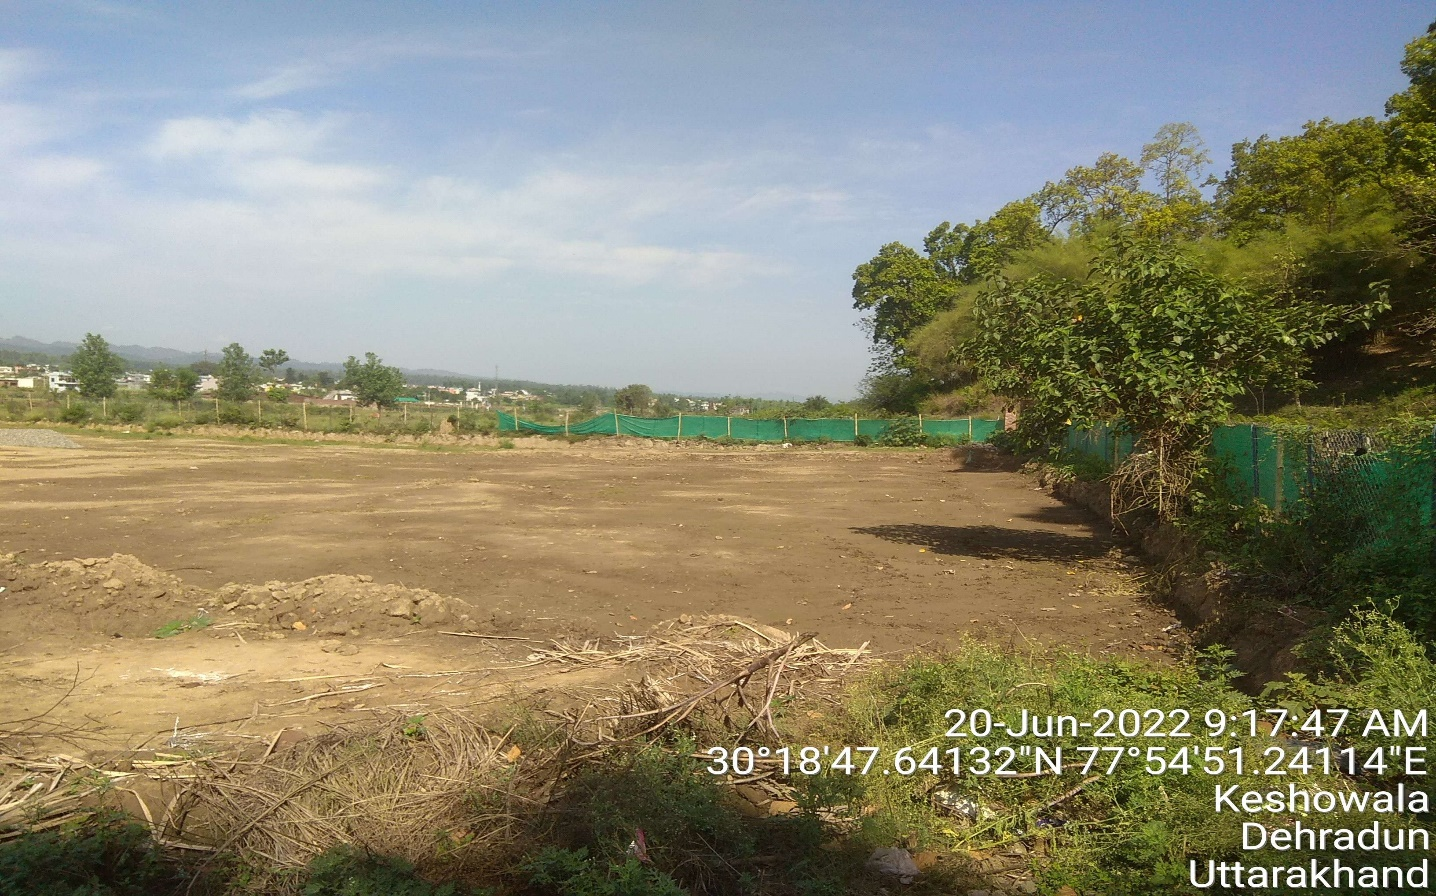 20-Jun-2022 9:17:47 AM
30°18'47.64132"N 77°54'51.24114"E
Keshowala
Dehradun
Uttarakhand